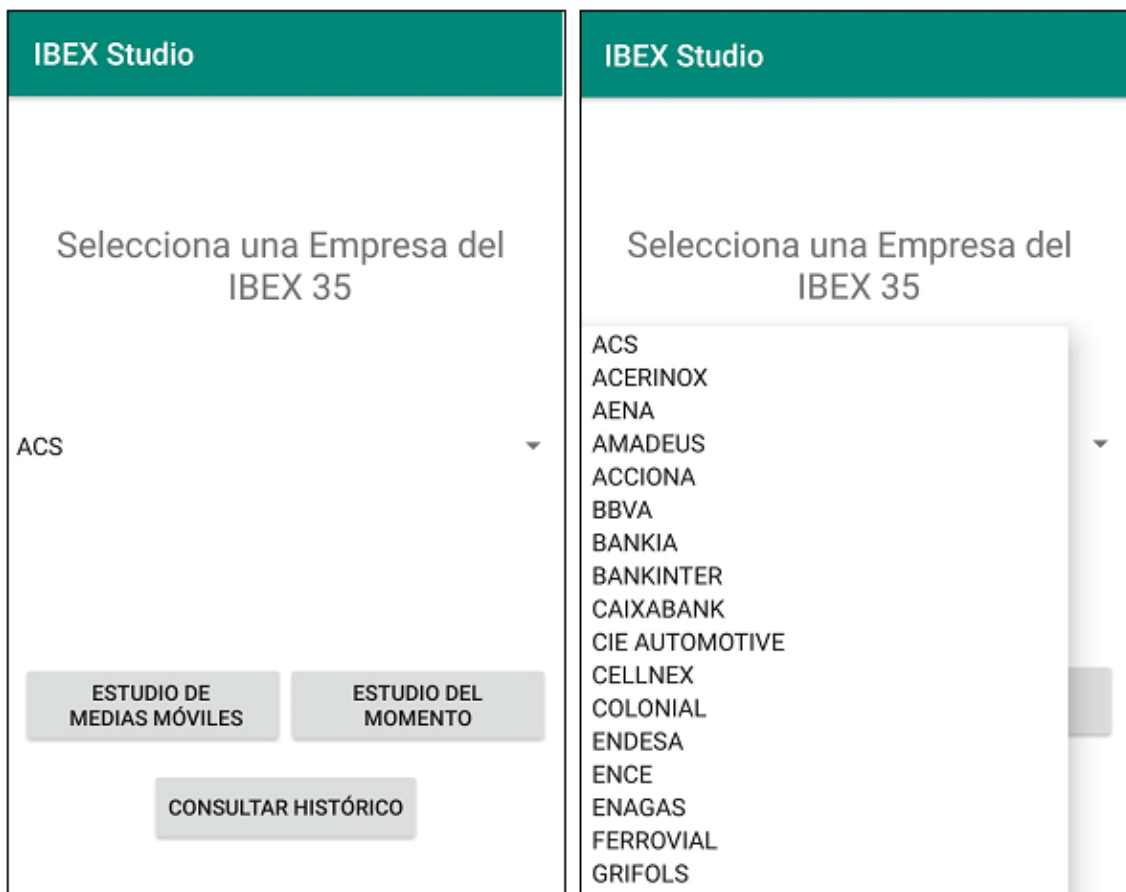 IBEX Studio
Selecciona una Empresa del
IBEX 35
ACS
ESTUDIO DE
MEDIAS MÓVILES
ESTUDIO DEL
MOMENTO
CONSULTAR HISTÓRICO
IBEX Studio
Selecciona una Empresa del
IBEX 35
ACS
ACERINOX
AENA
AMADEUS
ACCIONA
BBVA
BANKIA
BANKINTER
CAIXABANK
CIE AUTOMOTIVE
CELLNEX
COLONIAL
ENDESA
ENCE
ENAGAS
FERROVIAL
GRIFOLS